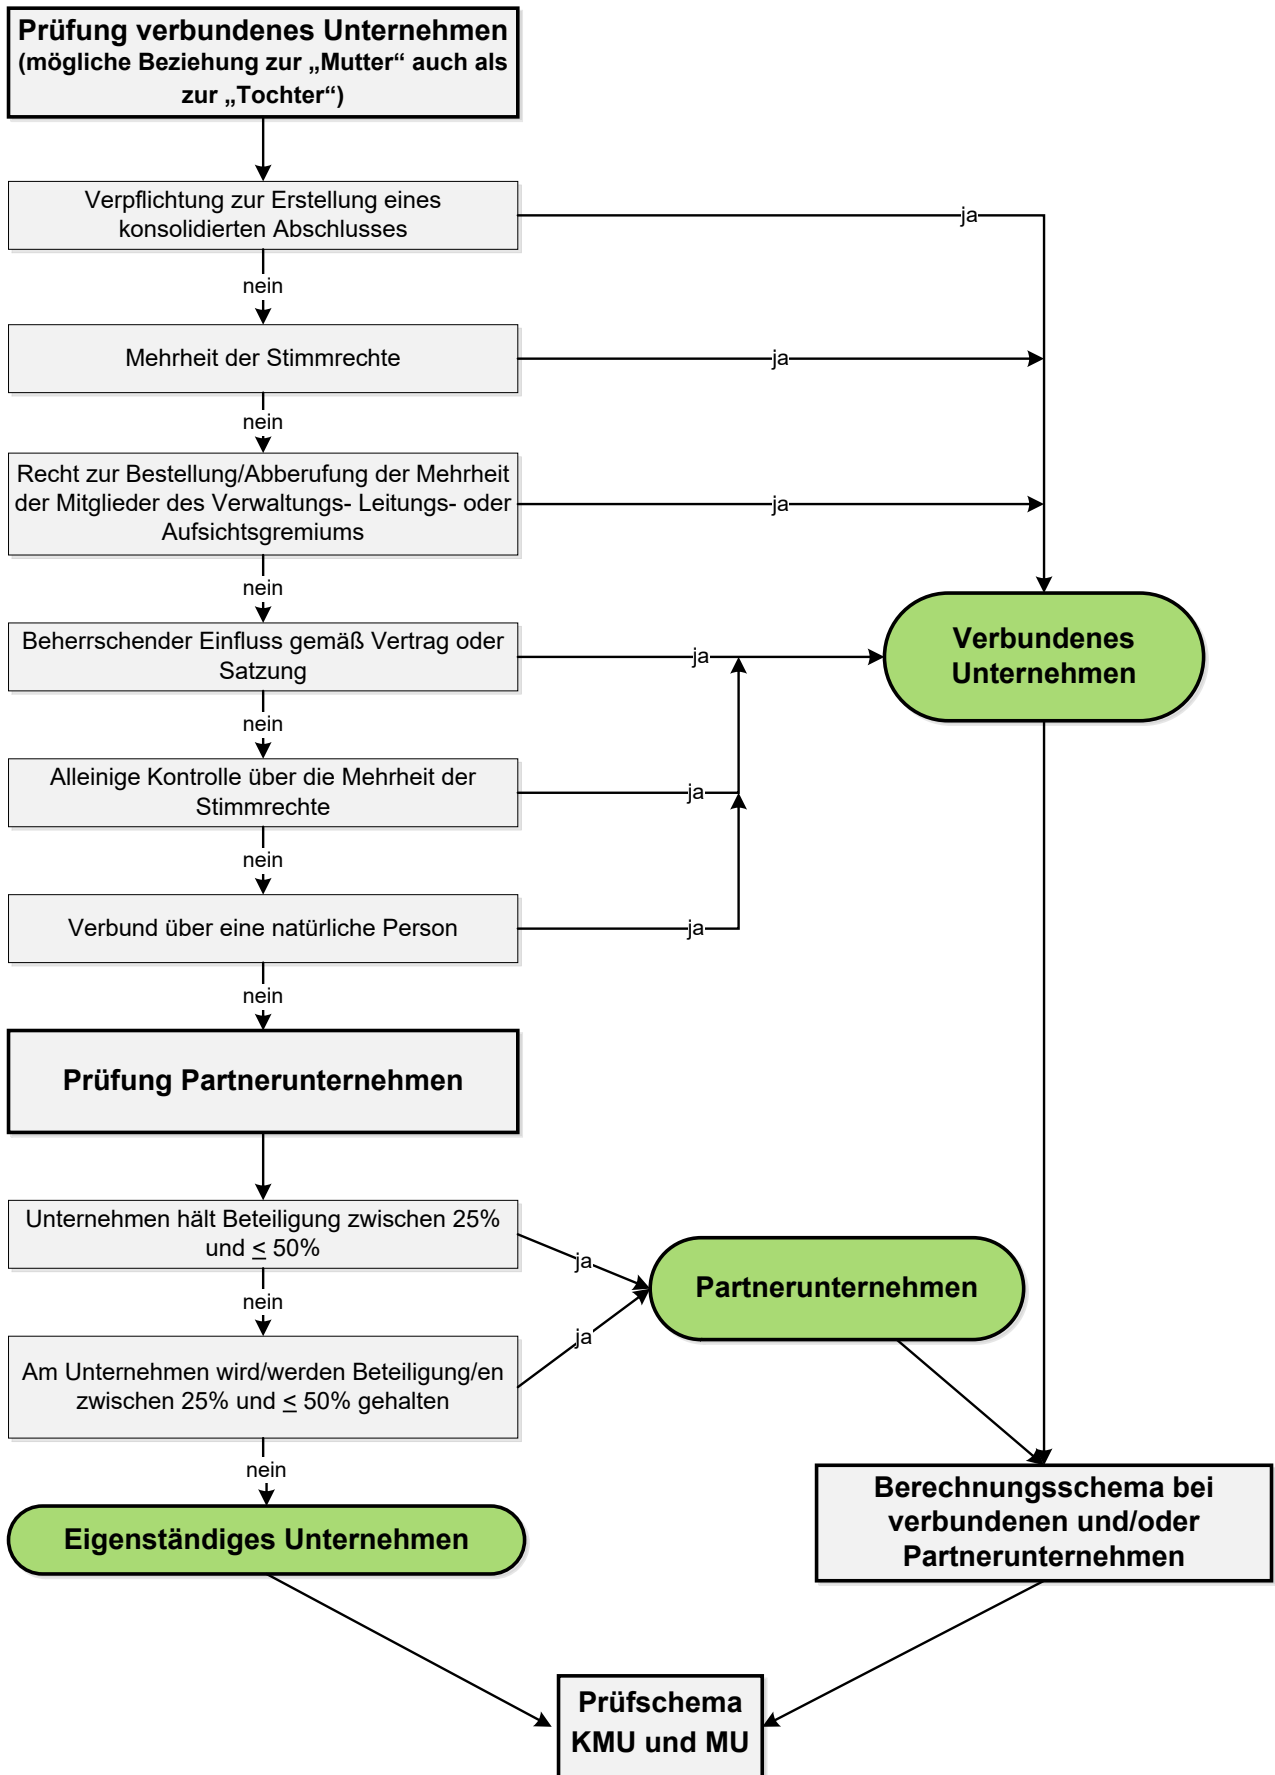 Prüfung verbundenes Unternehmen
(mögliche Beziehung zur „Mutter“ auch als
zur „Tochter“)
Verpflichtung zur Erstellung eines
konsolidierten Abschlusses
ja
nein
Mehrheit der Stimmrechte
ja
nein
Recht zur Bestellung/Abberufung der Mehrheit
der Mitglieder des Verwaltungs- Leitungs- oder
Aufsichtsgremiums
ja
nein
Beherrschender Einfluss gemäß Vertrag oder
Satzung
ja
Verbundenes
Unternehmen
nein
Alleinige Kontrolle über die Mehrheit der
Stimmrechte
ja
nein
Verbund über eine natürliche Person
ja
nein
Prüfung Partnerunternehmen
Unternehmen hält Beteiligung zwischen 25%
und ≤ 50%
ja
Partnerunternehmen
nein
Am Unternehmen wird/werden Beteiligung/en
zwischen 25% und ≤ 50% gehalten
ja
nein
Eigenständiges Unternehmen
Berechnungsschema bei
verbundenen und/oder
Partnerunternehmen
Prüfschema
KMU und MU